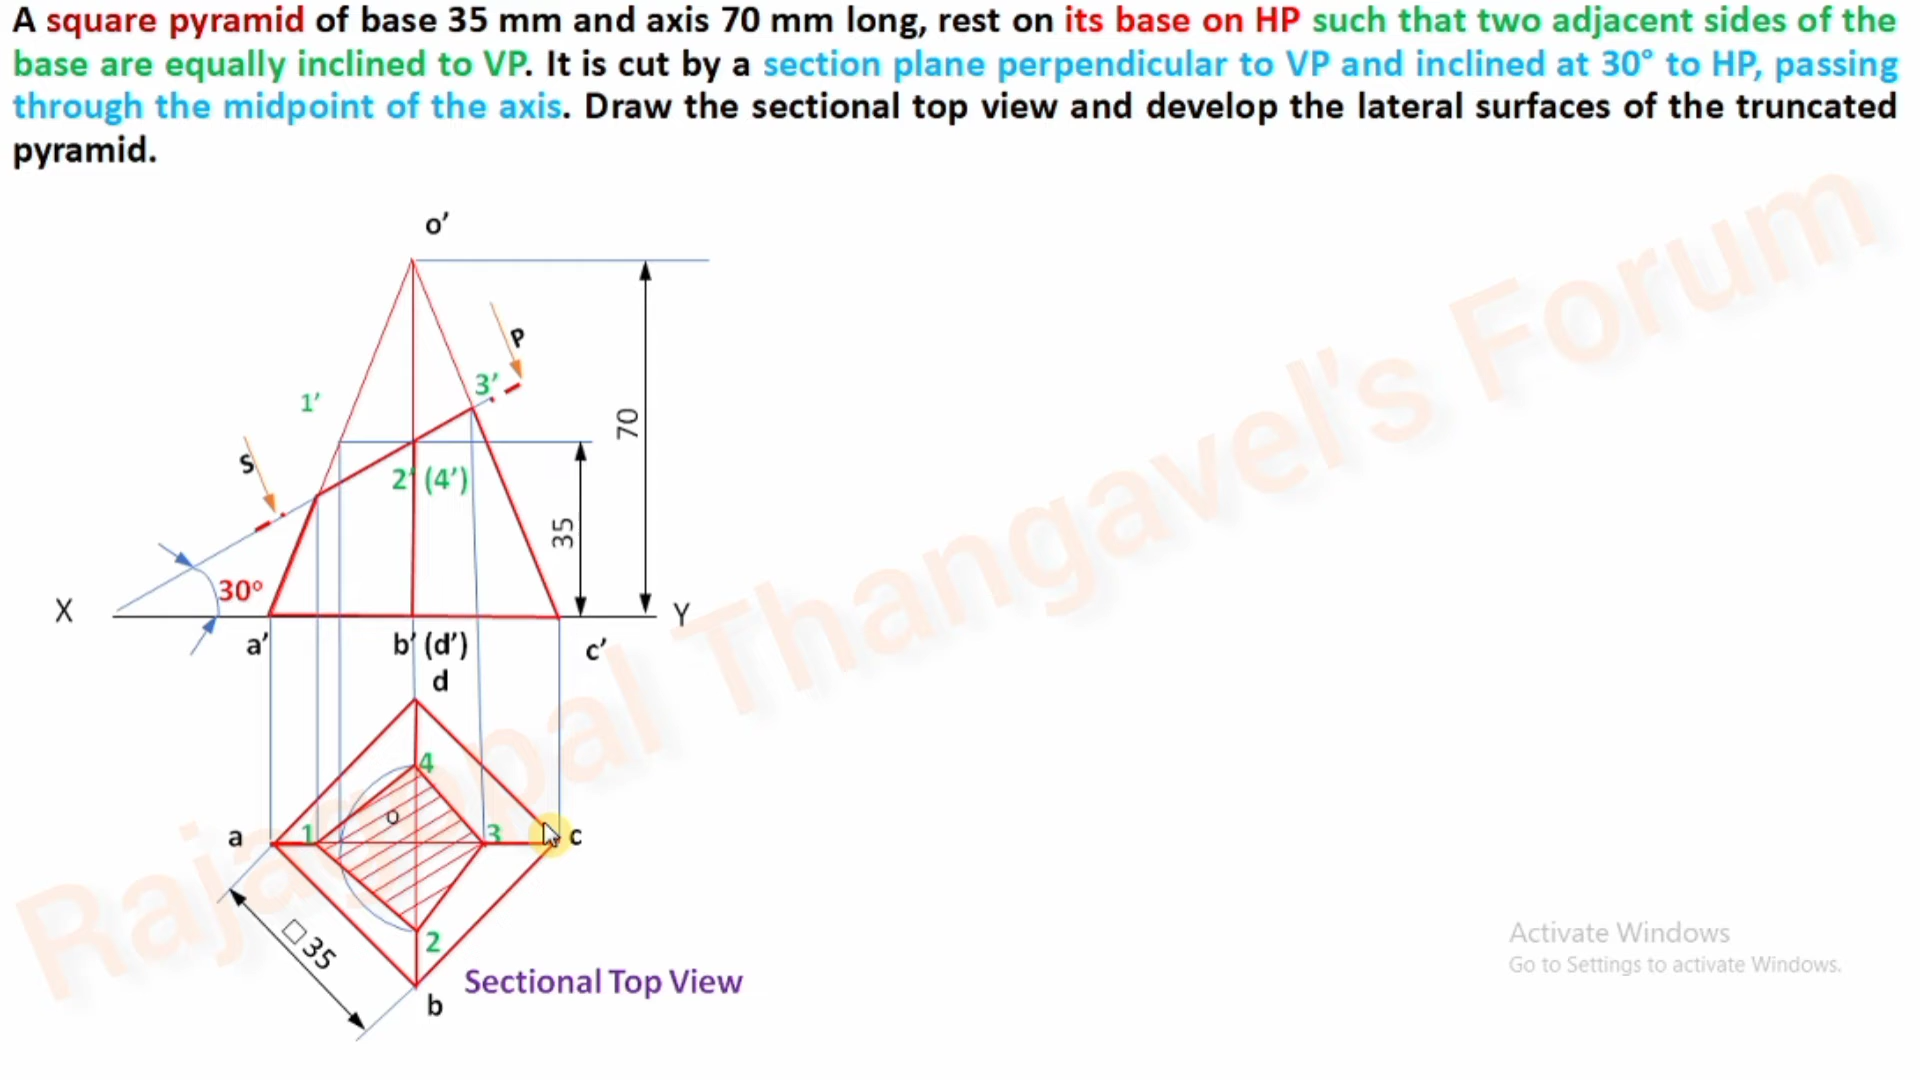 A square pyramid of base 35 mm and axis 70 mm long, rest on its base on HP such that two adjacent sides of the
base are equally inclined to VP. It is cut by a section plane perpendicular to VP and inclined at 30° to HP, passing
through the midpoint of the axis. Draw the sectional top view and develop the lateral surfaces of the truncated
pyramid.
o’
P
3’
1’
70
S
2’ (4’)
35
30°
X
Y
a’
b’ (d’)
c’
d
4
o
a
1
3
c
□ 35
2
Sectional Top View
b
Rajagopal Thangavel's Forum
Activate Windows
Go to Settings to activate Windows.